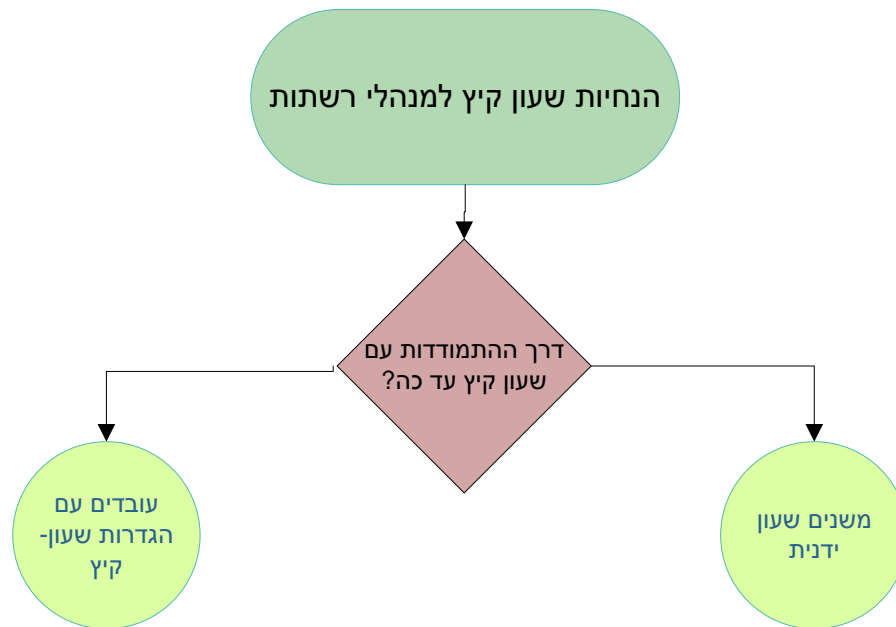 הנחיות שעון קיץ למנהלי רשתות
דרך ההתמודדות עם
שעון קיץ עד כה?
משנים שעון
ידנית
עובדים עם
הגדרות שעון-
קיץ